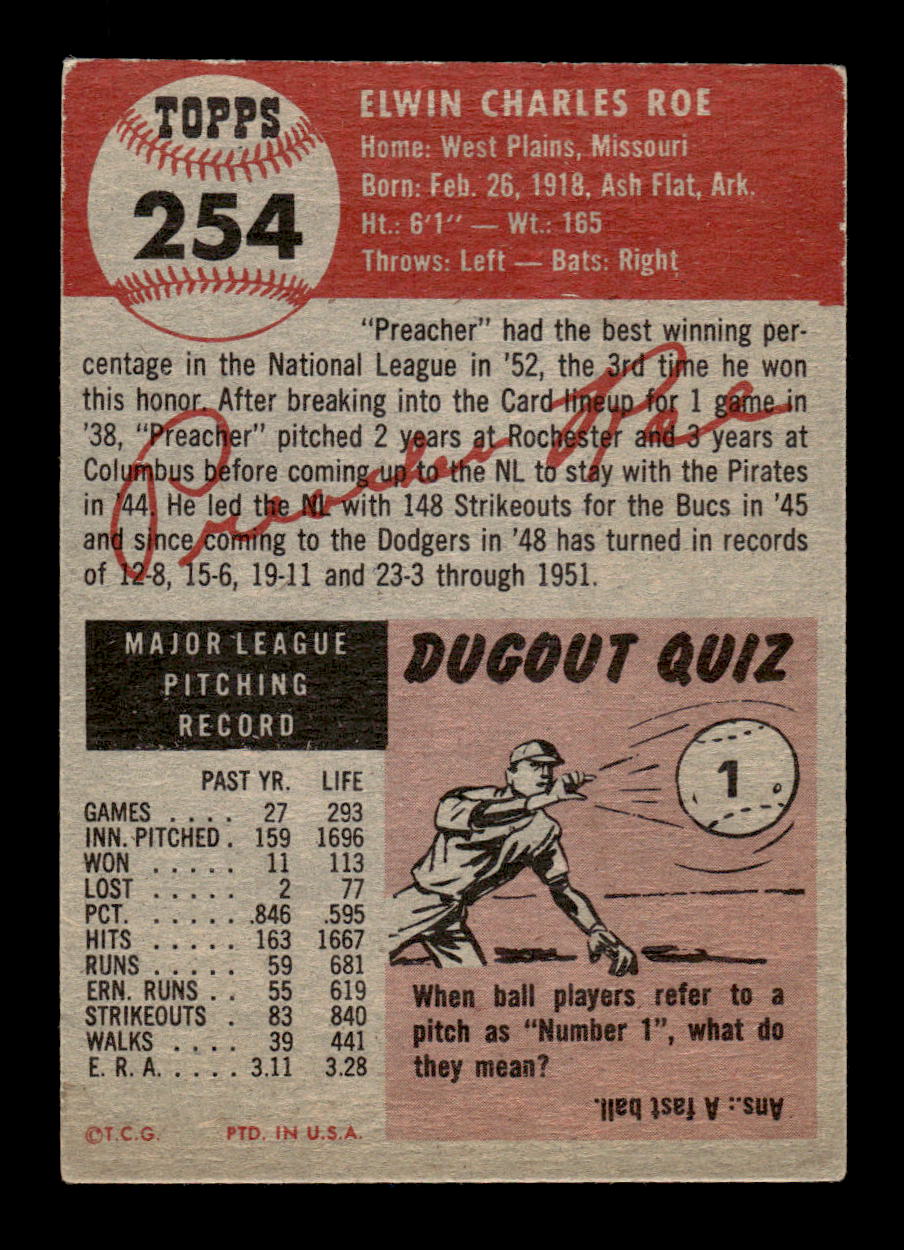 TOPPS
254
ELWIN CHARLES ROE
Home: West Plains, Missouri
Born: Feb. 26, 1918, Ash Flat, Ark.
Ht.: 6'1" — Wt.: 165
Throws: Left — Bats: Right
"Preacher" had the best winning per-
centage in the National League in '52, the 3rd time he won
this honor. After breaking into the Card lineup for 1 game in
'38, "Preacher" pitched 2 years at Rochester and 3 years at
Columbus before coming up to the NL to stay with the Pirates
in '44. He led the NL with 148 Strikeouts for the Bucs in '45
and since coming to the Dodgers in '48 has turned in records
of 12-8, 15-6, 19-11 and 23-3 through 1951.
Preacher Roe
MAJOR LEAGUE
PITCHING
RECORD
PAST YR. LIFE
GAMES .... 27 293
INN. PITCHED . 159 1696
WON ..... 11 113
LOST ..... 2 77
PCT. ...... .846 .595
HITS ..... 163 1667
RUNS ..... 59 681
ERN. RUNS .. 55 619
STRIKEOUTS . 83 840
WALKS .... 39 441
E. R. A. .... 3.11 3.28
©T.C.G. PTD. IN U.S.A.
DUGOUT QUIZ
1
When ball players refer to a
pitch as "Number 1", what do
they mean?
Ans.: A fast ball.